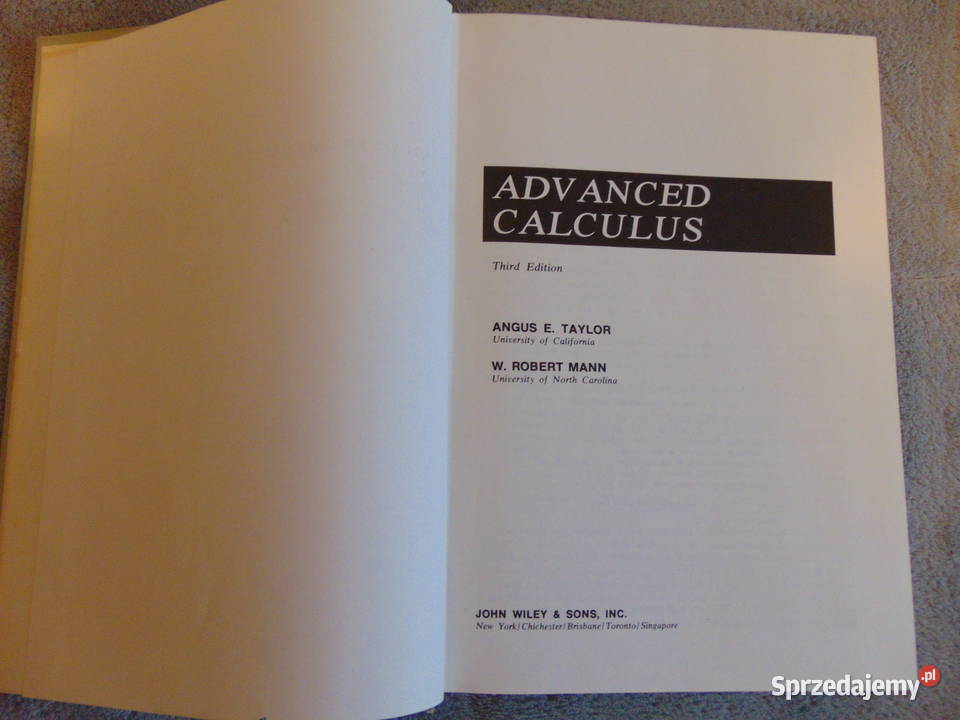 ADVANCED
CALCULUS
Third Edition
ANGUS E. TAYLOR
University of California
W. ROBERT MANN
University of North Carolina
JOHN WILEY & SONS, INC.
New York/Chichester/Brisbane/Toronto/Singapore
Sprzedajemy.pl